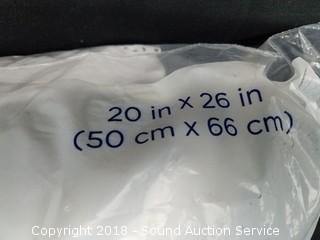 20 in x 26 in
(50 cm x 66 cm)
Copyright 2018 - Sound Auction Service